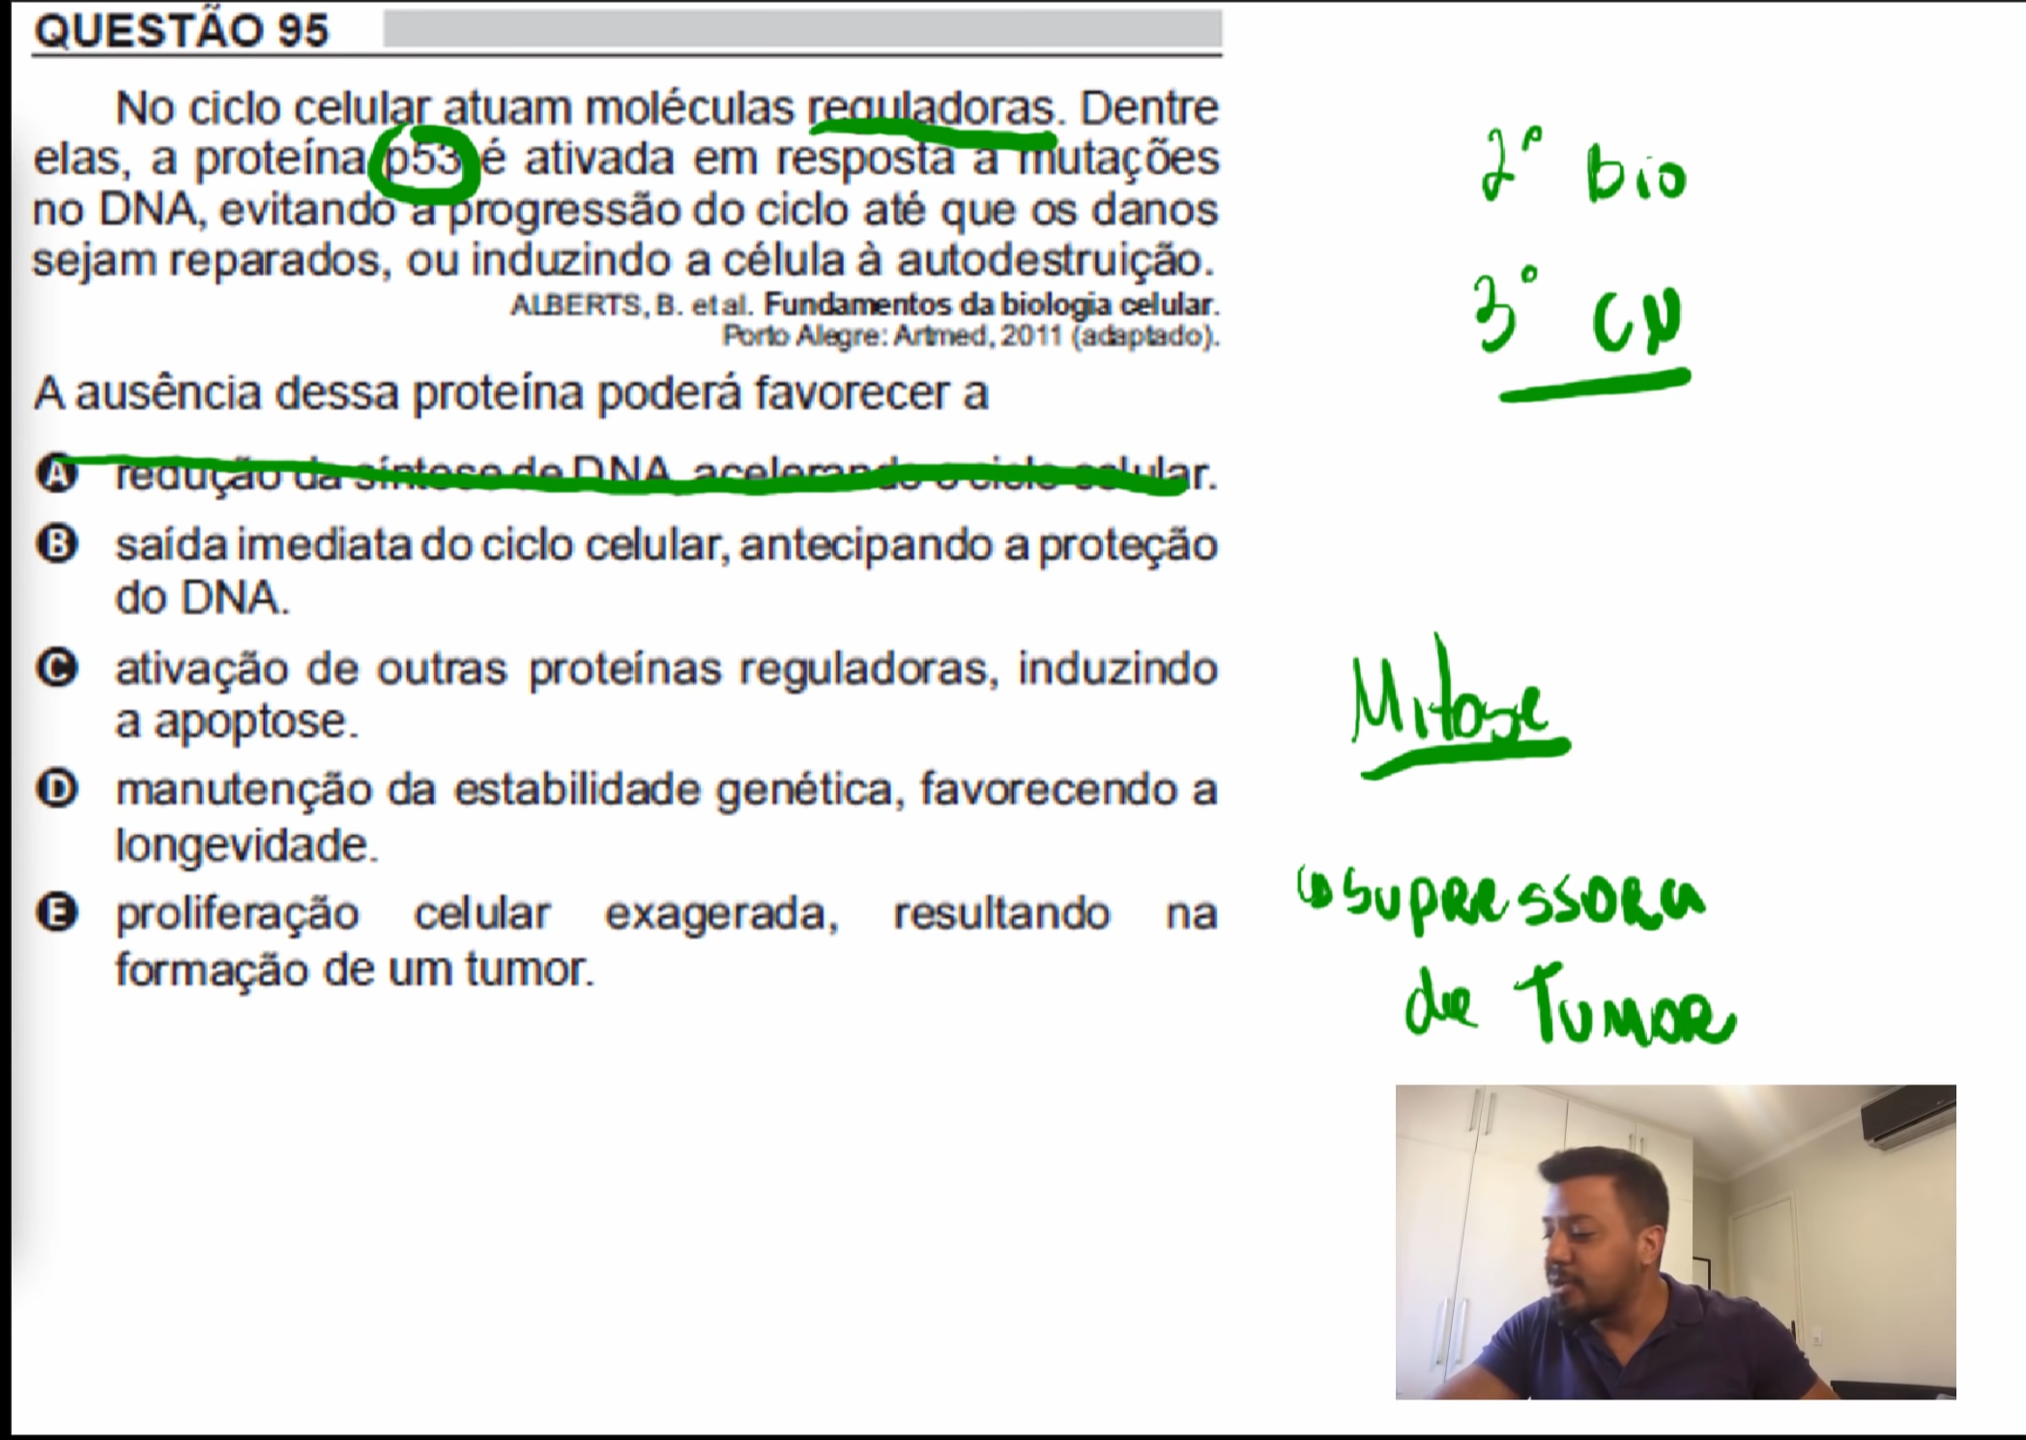 QUESTÃO 95
No ciclo celular atuam moléculas reguladoras. Dentre
elas, a proteína p53 é ativada em resposta a mutações
no DNA, evitando a progressão do ciclo até que os danos
sejam reparados, ou induzindo a célula à autodestruição.
ALBERTS, B. et al. Fundamentos da biologia celular.
Porto Alegre: Artmed, 2011 (adaptado).
A ausência dessa proteína poderá favorecer a
A redução da síntese de DNA, acelerando o ciclo celular.
B saída imediata do ciclo celular, antecipando a proteção
do DNA.
C ativação de outras proteínas reguladoras, induzindo
a apoptose.
D manutenção da estabilidade genética, favorecendo a
longevidade.
E proliferação celular exagerada, resultando na
formação de um tumor.
2ª bio
3º CN
Mitose
supressora
de Tumor